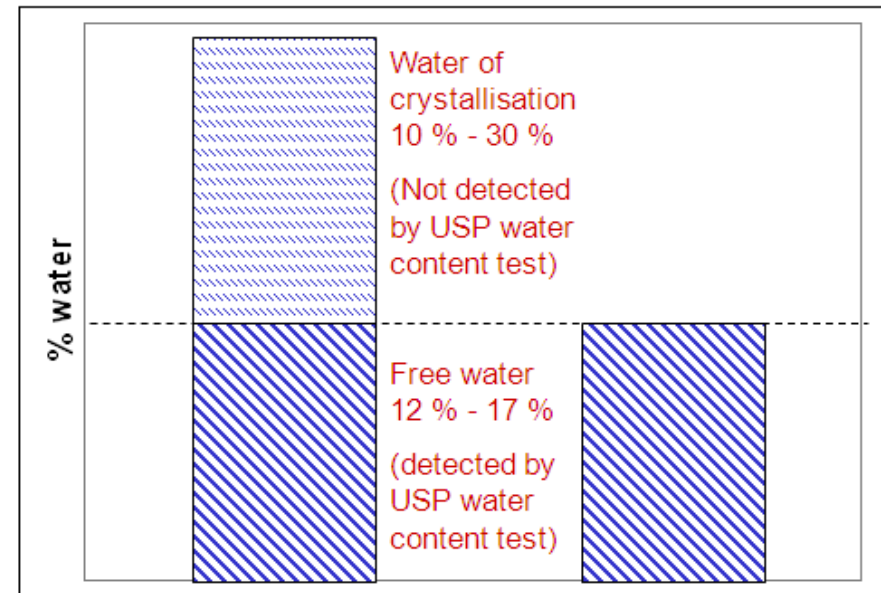 Water of
crystallisation
10 % - 30 %
(Not detected
by USP water
content test)
% water
Free water
12 % - 17 %
(detected by
USP water
content test)